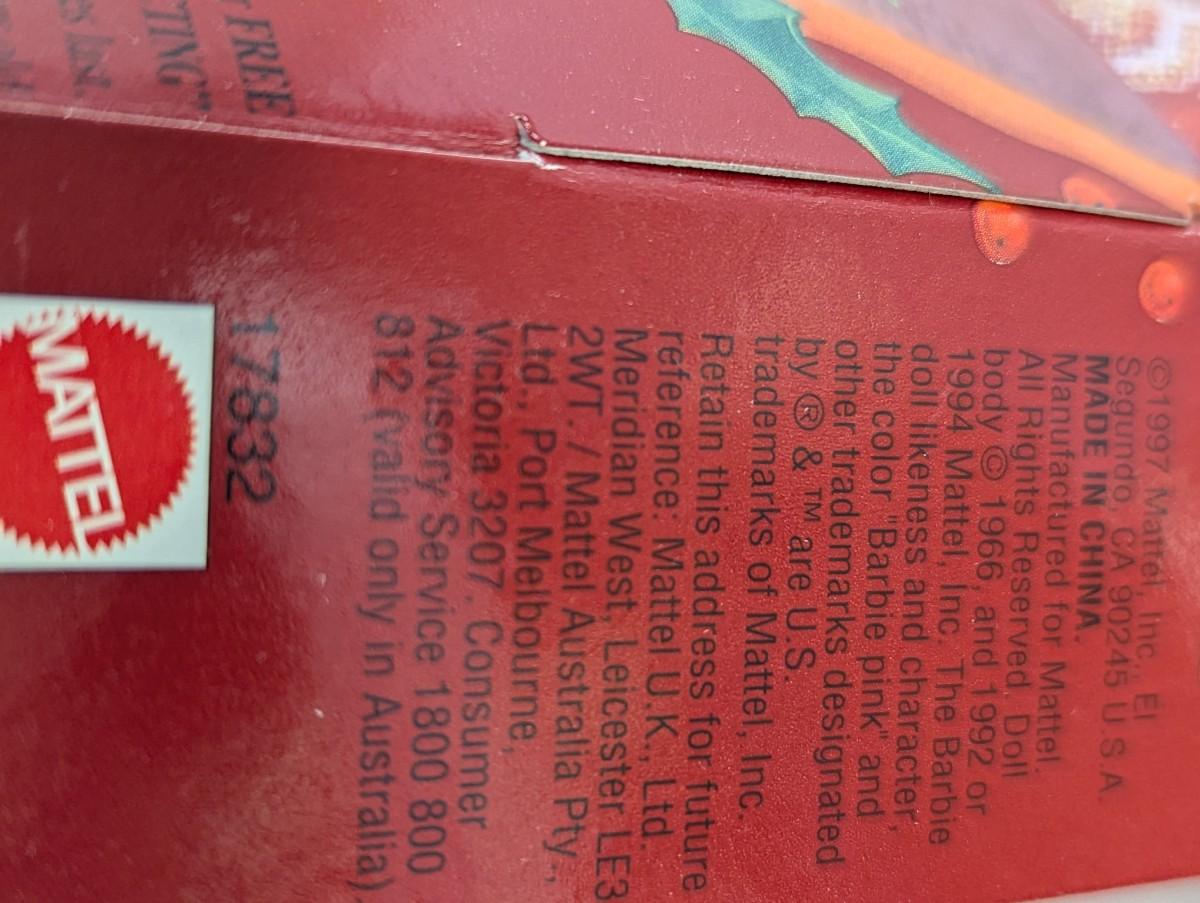 ©1997 Mattel, Inc., El
Segundo, CA 90245 U.S.A.
MADE IN CHINA.
Manufactured for Mattel.
All Rights Reserved. Doll
body © 1966, and 1992 or
1994 Mattel, Inc. The Barbie
doll likeness and character,
the color "Barbie pink" and
other trademarks designated
by ® & ™ are U.S.
trademarks of Mattel, Inc.
Retain this address for future
reference: Mattel U.K., Ltd.
Meridian West, Leicester LE3
2WT. / Mattel Australia Pty.,
Ltd., Port Melbourne,
Victoria 3207. Consumer
Advisory Service 1800 800
812 (valid only in Australia)
17832
MATTEL
FREE